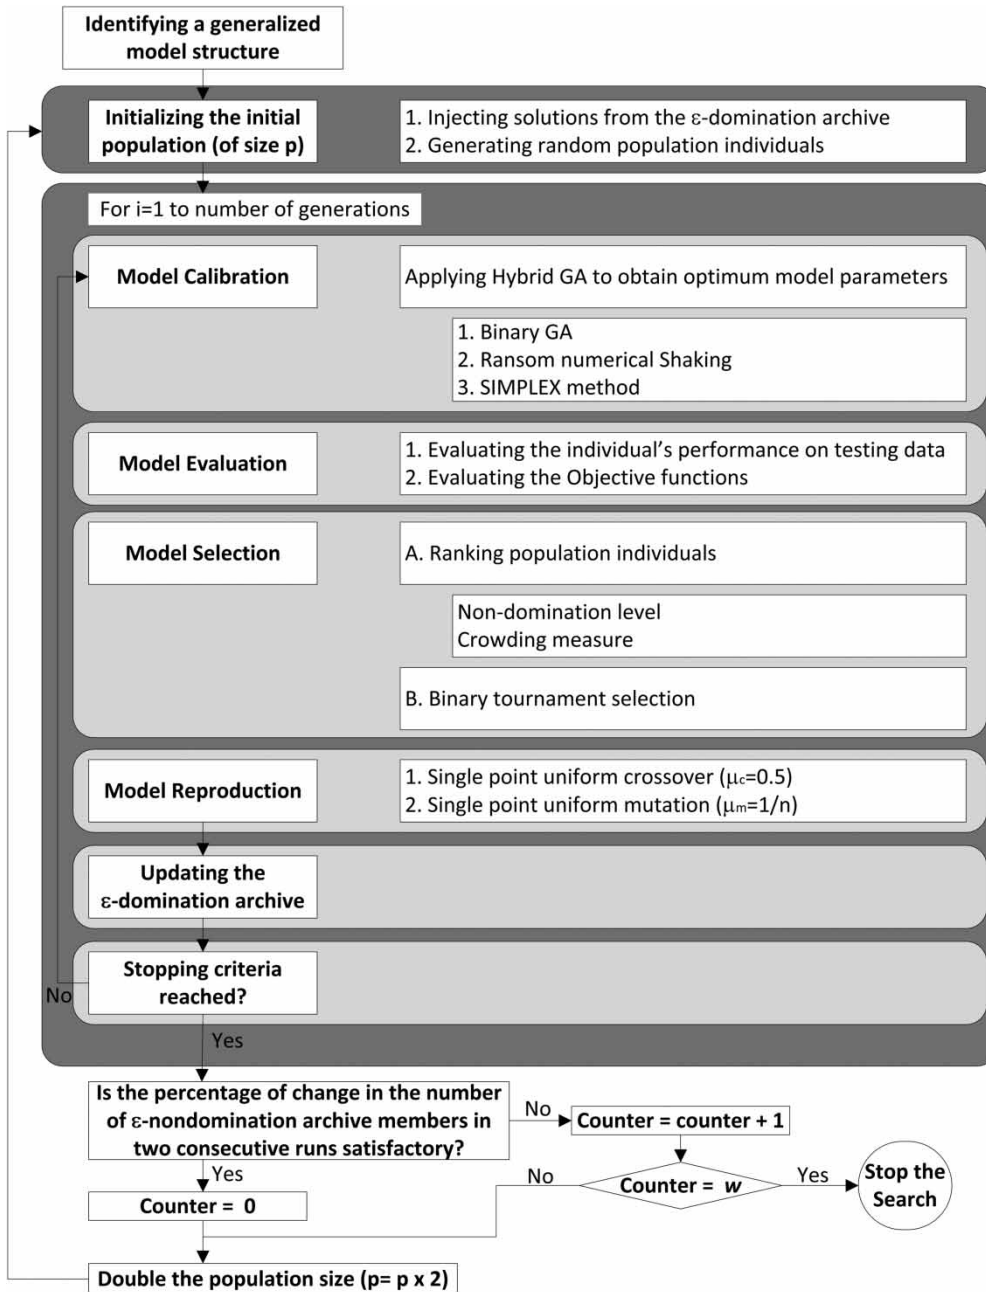 Identifying a generalized
model structure
Initializing the initial
population (of size p)
1. Injecting solutions from the ε-domination archive
2. Generating random population individuals
For i=1 to number of generations
Model Calibration
Applying Hybrid GA to obtain optimum model parameters
1. Binary GA
2. Ransom numerical Shaking
3. SIMPLEX method
Model Evaluation
1. Evaluating the individual's performance on testing data
2. Evaluating the Objective functions
Model Selection
A. Ranking population individuals
Non-domination level
Crowding measure
B. Binary tournament selection
Model Reproduction
1. Single point uniform crossover (μc=0.5)
2. Single point uniform mutation (μm=1/n)
Updating the
ε-domination archive
Stopping criteria
reached?
No
Yes
Is the percentage of change in the number
of ε-nondomination archive members in
two consecutive runs satisfactory?
No
Counter = counter + 1
Yes
Counter = 0
No
Counter = w
Yes
Stop the
Search
Double the population size (p= p x 2)